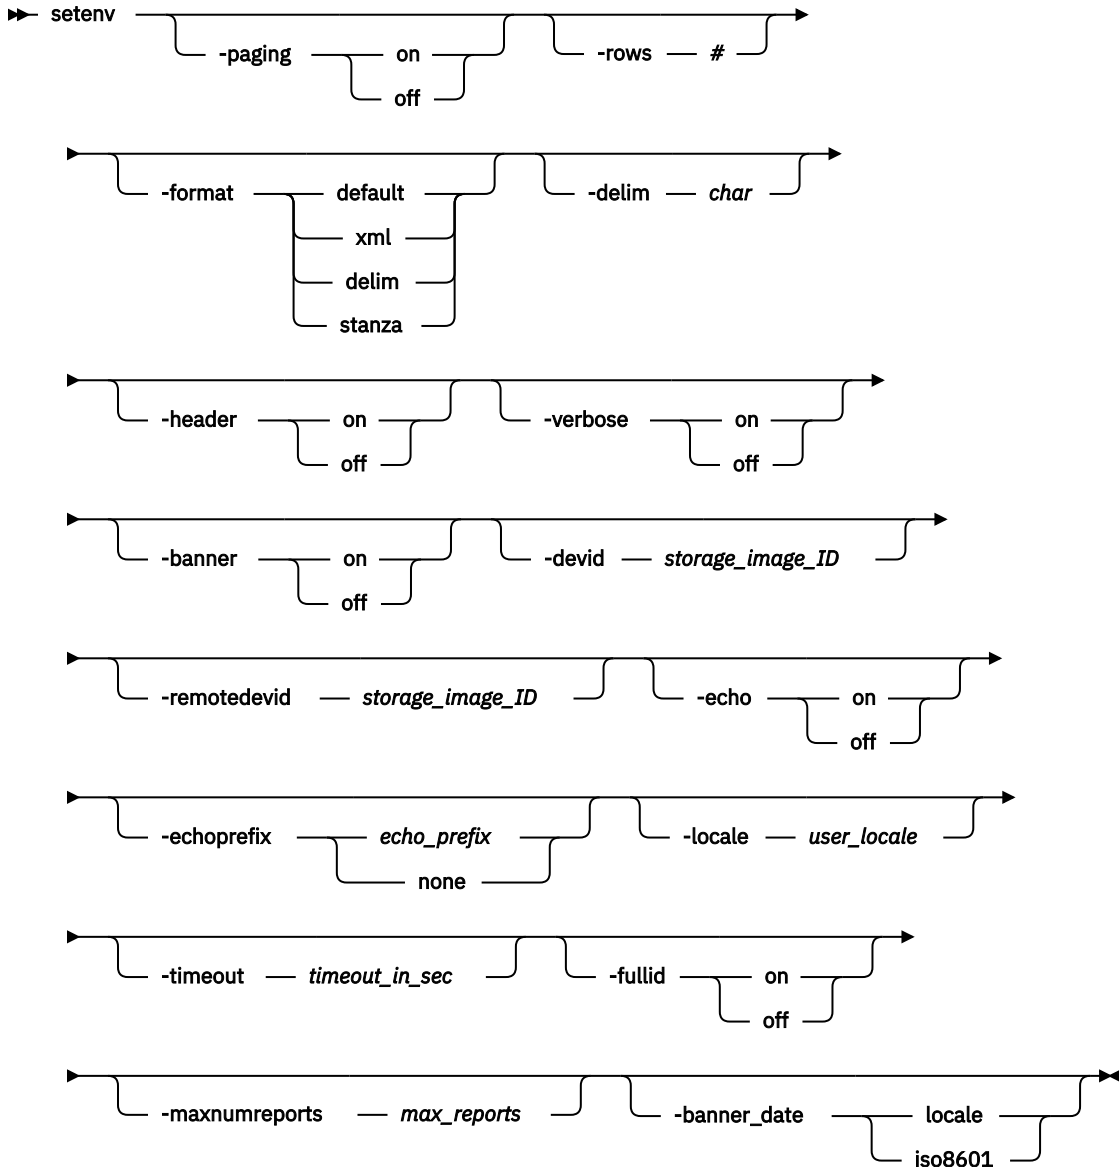 setenv
-paging on -rows #
off
-format default -delim char
xml
delim
stanza
-header on -verbose on
off off
-banner on -devid storage_image_ID
off
-remotedevid storage_image_ID -echo on
off
-echoprefix echo_prefix -locale user_locale
none
-timeout timeout_in_sec -fullid on
off
-maxnumreports max_reports -banner_date locale
iso8601